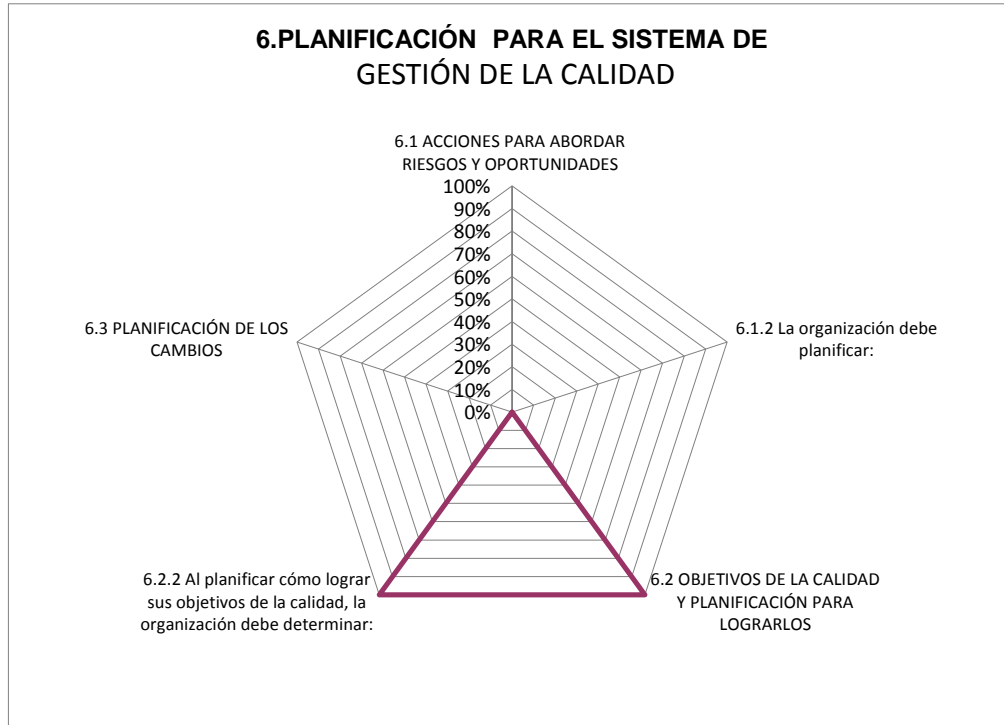 6.PLANIFICACIÓN PARA EL SISTEMA DE
GESTIÓN DE LA CALIDAD
6.1 ACCIONES PARA ABORDAR
RIESGOS Y OPORTUNIDADES
100%
90%
80%
70%
60%
50%
40%
30%
20%
10%
0%
6.3 PLANIFICACIÓN DE LOS
CAMBIOS
6.1.2 La organización debe
planificar:
6.2.2 Al planificar cómo lograr
sus objetivos de la calidad, la
organización debe determinar:
6.2 OBJETIVOS DE LA CALIDAD
Y PLANIFICACIÓN PARA
LOGRARLOS